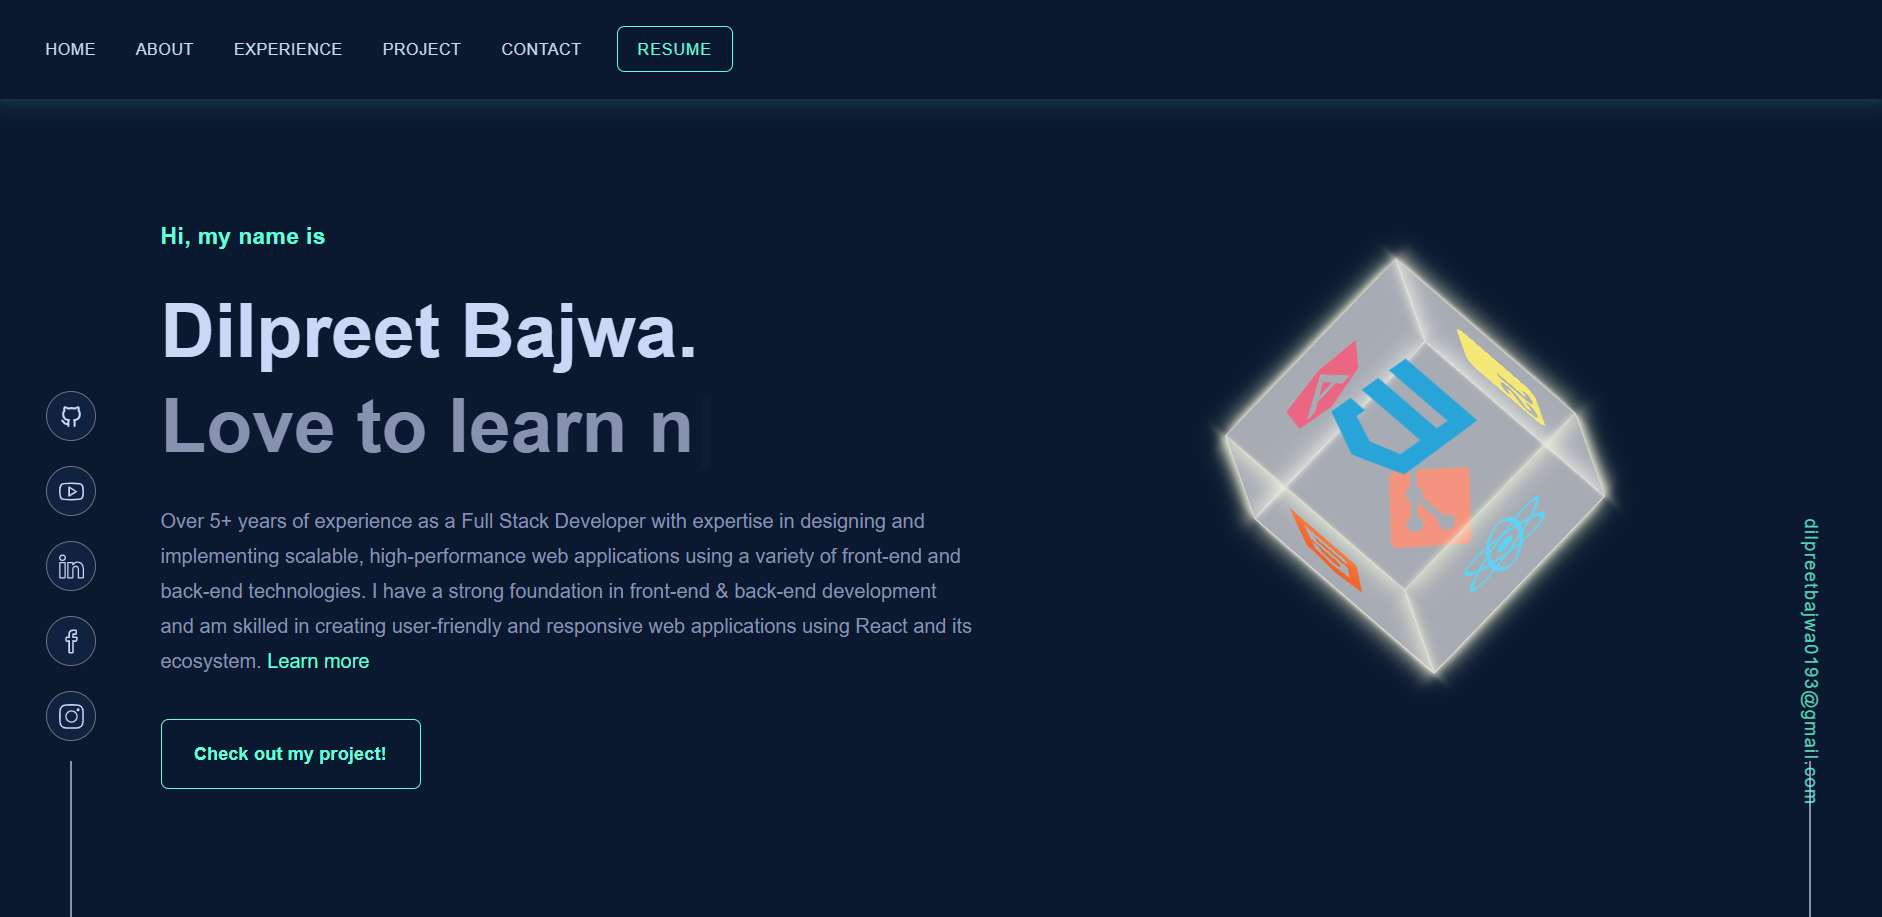 HOME ABOUT EXPERIENCE PROJECT CONTACT RESUME
Hi, my name is
Dilpreet Bajwa.
Love to learn n
Over 5+ years of experience as a Full Stack Developer with expertise in designing and
implementing scalable, high-performance web applications using a variety of front-end and
back-end technologies. I have a strong foundation in front-end & back-end development
and am skilled in creating user-friendly and responsive web applications using React and its
ecosystem. Learn more
Check out my project!
dilpreetbajwa0193@gmail.com